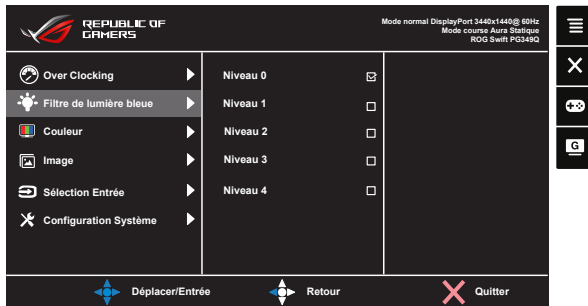 REPUBLIC OF
GAMERS
Mode normal DisplayPort 3440x1440@ 60Hz
Mode course Aura Statique
ROG Swift PG349Q
Over Clocking
Niveau 0
Filtre de lumière bleue
Niveau 1
Couleur
Niveau 2
Image
Niveau 3
Sélection Entrée
Niveau 4
Configuration Système
Déplacer/Entrée
Retour
Quitter
G